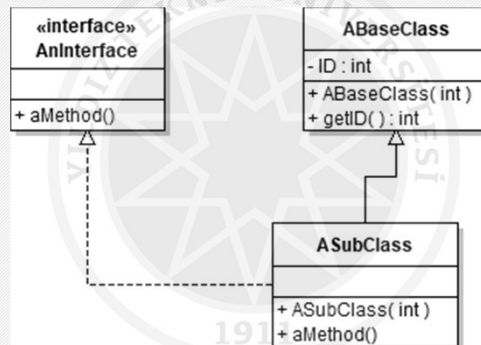 «interface»
AnInterface
+ aMethod()
ABaseClass
- ID : int
+ ABaseClass( int )
+ getID( ) : int
ASubClass
+ ASubClass( int )
+ aMethod()